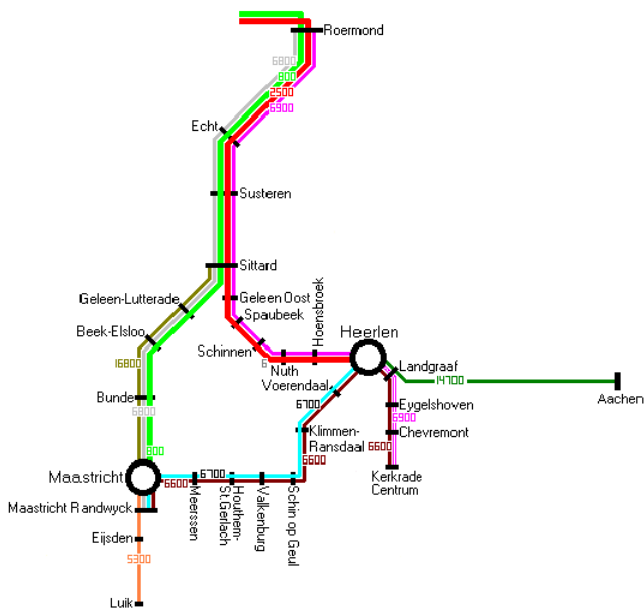 Roermond
6800
800
2500
6900
Echt
Susteren
Sittard
Geleen-Lutterade
Geleen Oost
Spaubeek
Hoensbroek
Beek-Elsloo
Schinnen
Heerlen
16800
6
Nuth
Landgraaf
14700
Voerendaal
Aachen
Bunde
6700
Eygelshoven
6800
6900
Klimmen-
Ransdaal
Chevremont
6600
6600
800
Maastricht
6700
6600
Kerkrade
Centrum
Meerssen
Houthem-
St.Gerlach
Valkenburg
Schin op Geul
Maastricht Randwyck
Eijsden
5300
Luik